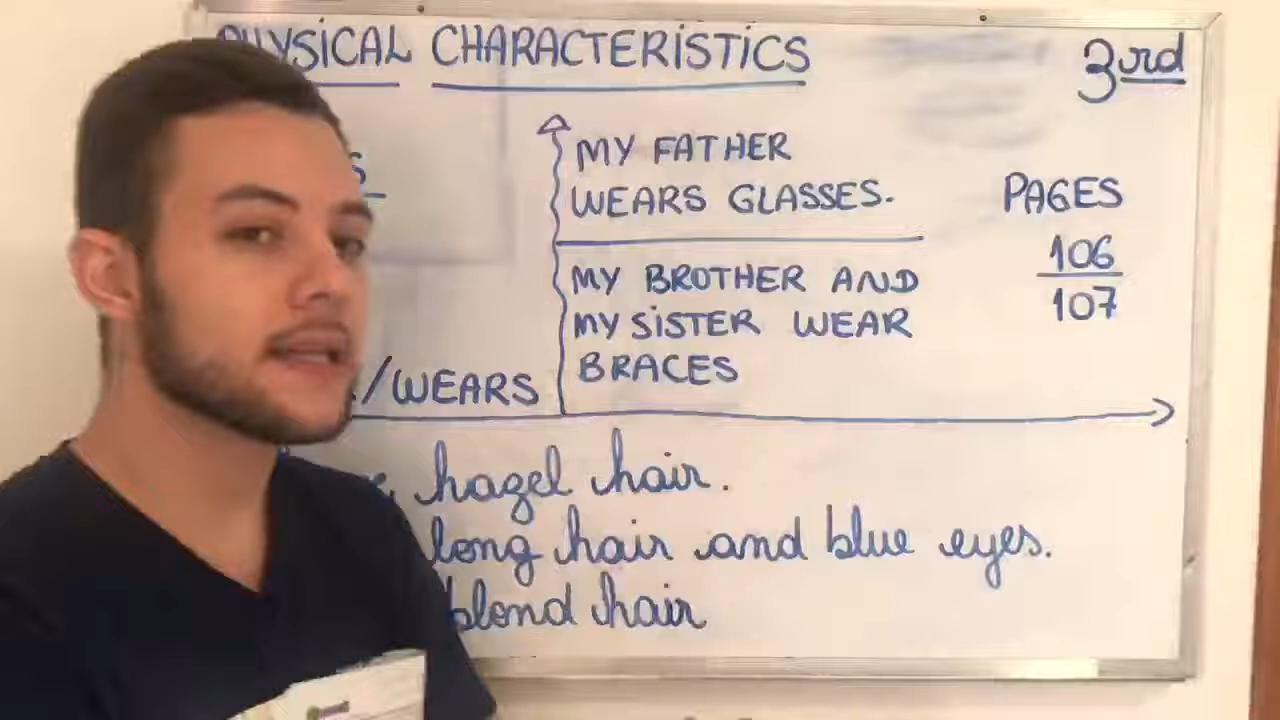 PHYSICAL CHARACTERISTICS
3rd
MY FATHER
WEARS GLASSES.
MY BROTHER AND
MY SISTER WEAR
BRACES
PAGES
106
107
/WEARS
hazel hair.
long hair and blue eyes.
blond hair